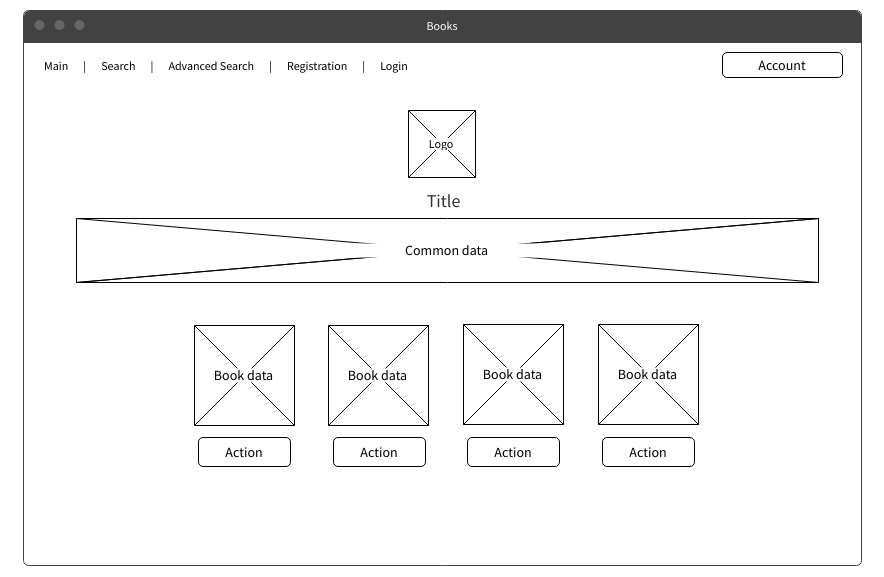 Books
Main | Search | Advanced Search | Registration | Login
Account
Logo
Title
Common data
Book data Book data Book data Book data
Action Action Action Action